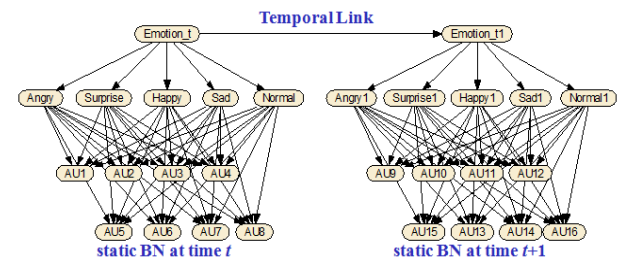 Temporal Link
Emotion_t Emotion_t1
Angry Surprise Happy Sad Normal Angry1 Surprise1 Happy1 Sad1 Normal1
AU1 AU2 AU3 AU4 AU9 AU10 AU11 AU12
AU5 AU6 AU7 AU8 AU15 AU13 AU14 AU16
static BN at time t static BN at time t+1